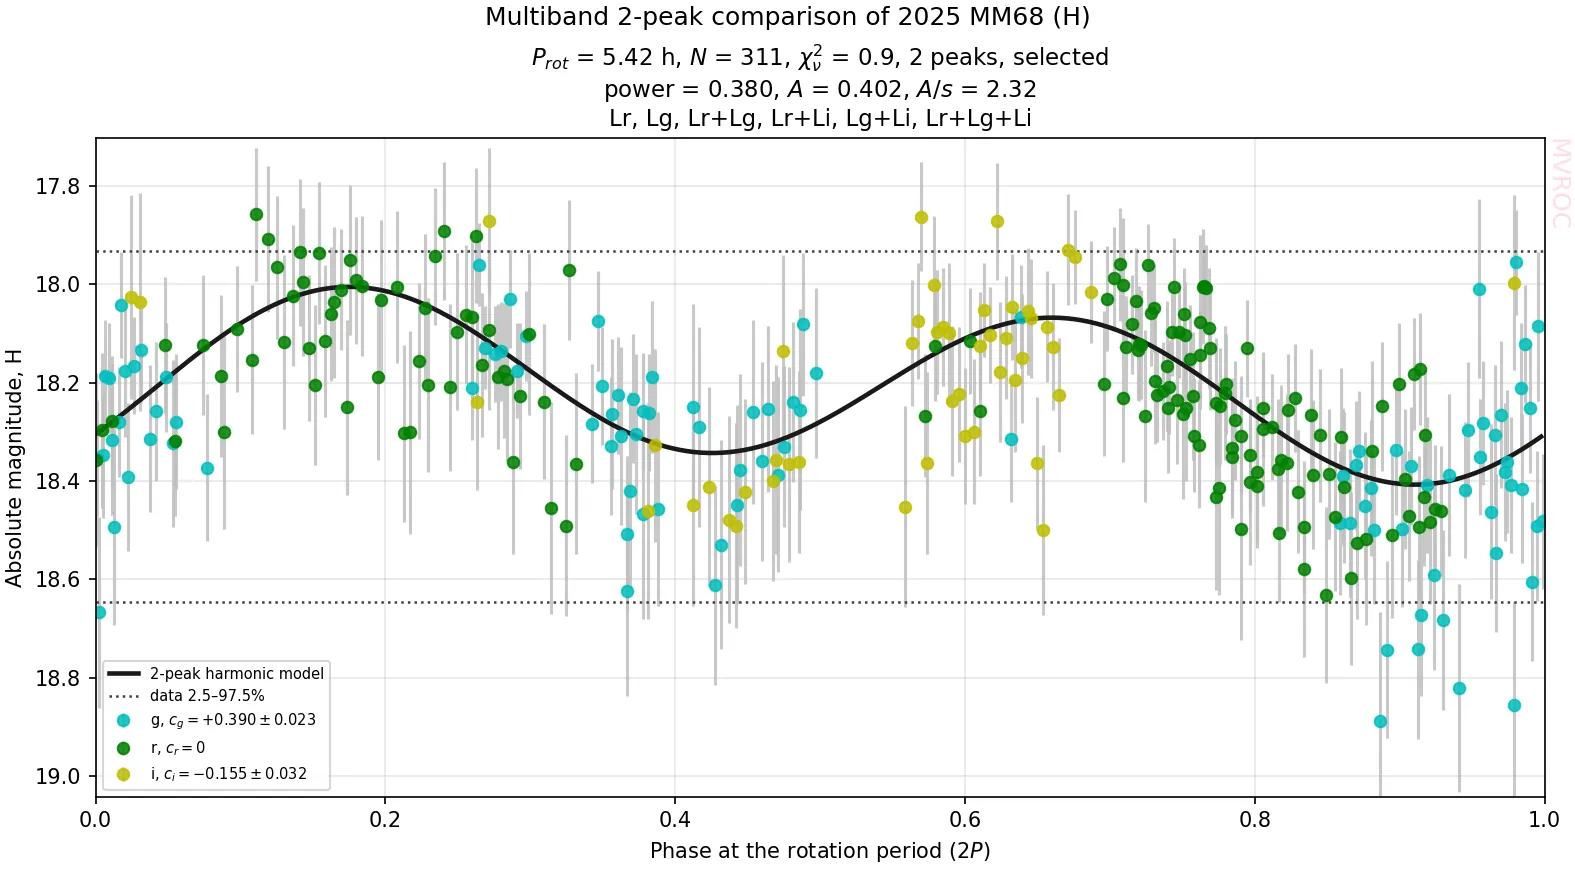 Multiband 2-peak comparison of 2025 MM68 (H)
P_rot = 5.42 h, N = 311, χ²_ν = 0.9, 2 peaks, selected
power = 0.380, A = 0.402, A/s = 2.32
Lr, Lg, Lr+Lg, Lr+Li, Lg+Li, Lr+Lg+Li
MVROC
Absolute magnitude, H
17.8
18.0
18.2
18.4
18.6
18.8
19.0
2-peak harmonic model
data 2.5–97.5%
g, c_g = +0.390 ± 0.023
r, c_r = 0
i, c_i = −0.155 ± 0.032
0.0 0.2 0.4 0.6 0.8 1.0
Phase at the rotation period (2P)